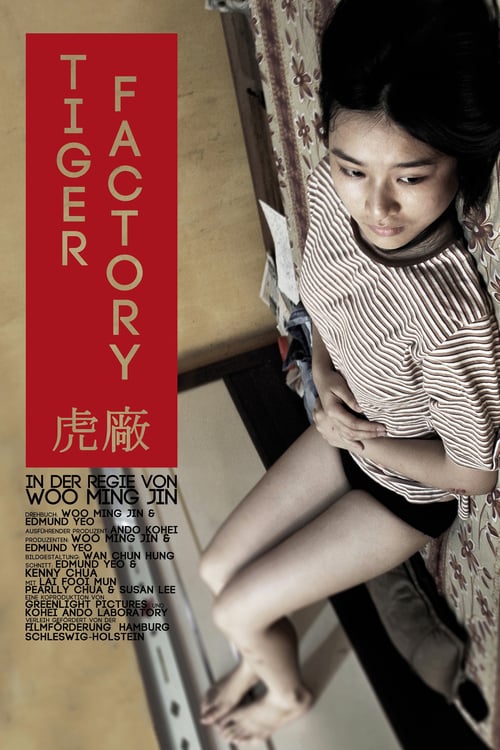 TIGER
FACTORY
虎廠
IN DER REGIE VON
WOO MING JIN
DREHBUCH: WOO MING JIN &
EDMUND YEO
AUSFÜHRENDER PRODUZENT: ANDO KOHEI
PRODUZENTEN: WOO MING JIN &
EDMUND YEO
BILDGESTALTUNG: WAN CHUN HUNG
SCHNITT: EDMUND YEO &
KENNY CHUA
MIT LAI FOOI MUN
PEARLLY CHUA & SUSAN LEE
EINE KOPRODUKTION VON
GREENLIGHT PICTURES UND
KOHEI ANDO LABORATORY
VERLEIH GEFÖRDERT VON DER
FILMFÖRDERUNG HAMBURG
SCHLESWIG-HOLSTEIN